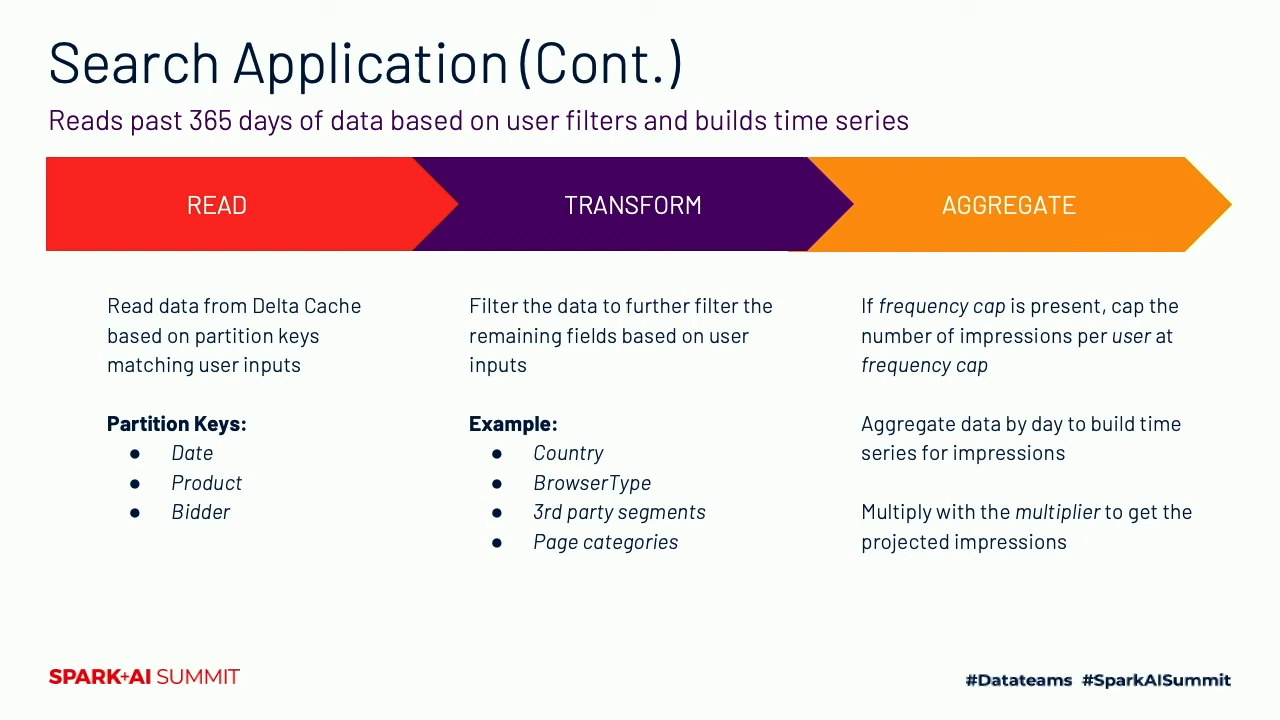 Search Application (Cont.)
Reads past 365 days of data based on user filters and builds time series
READ
TRANSFORM
AGGREGATE
Read data from Delta Cache
based on partition keys
matching user inputs
Partition Keys:
● Date
● Product
● Bidder
Filter the data to further filter the
remaining fields based on user
inputs
Example:
● Country
● BrowserType
● 3rd party segments
● Page categories
If frequency cap is present, cap the
number of impressions per user at
frequency cap
Aggregate data by day to build time
series for impressions
Multiply with the multiplier to get the
projected impressions
SPARK+AI SUMMIT
#Datateams #SparkAISummit